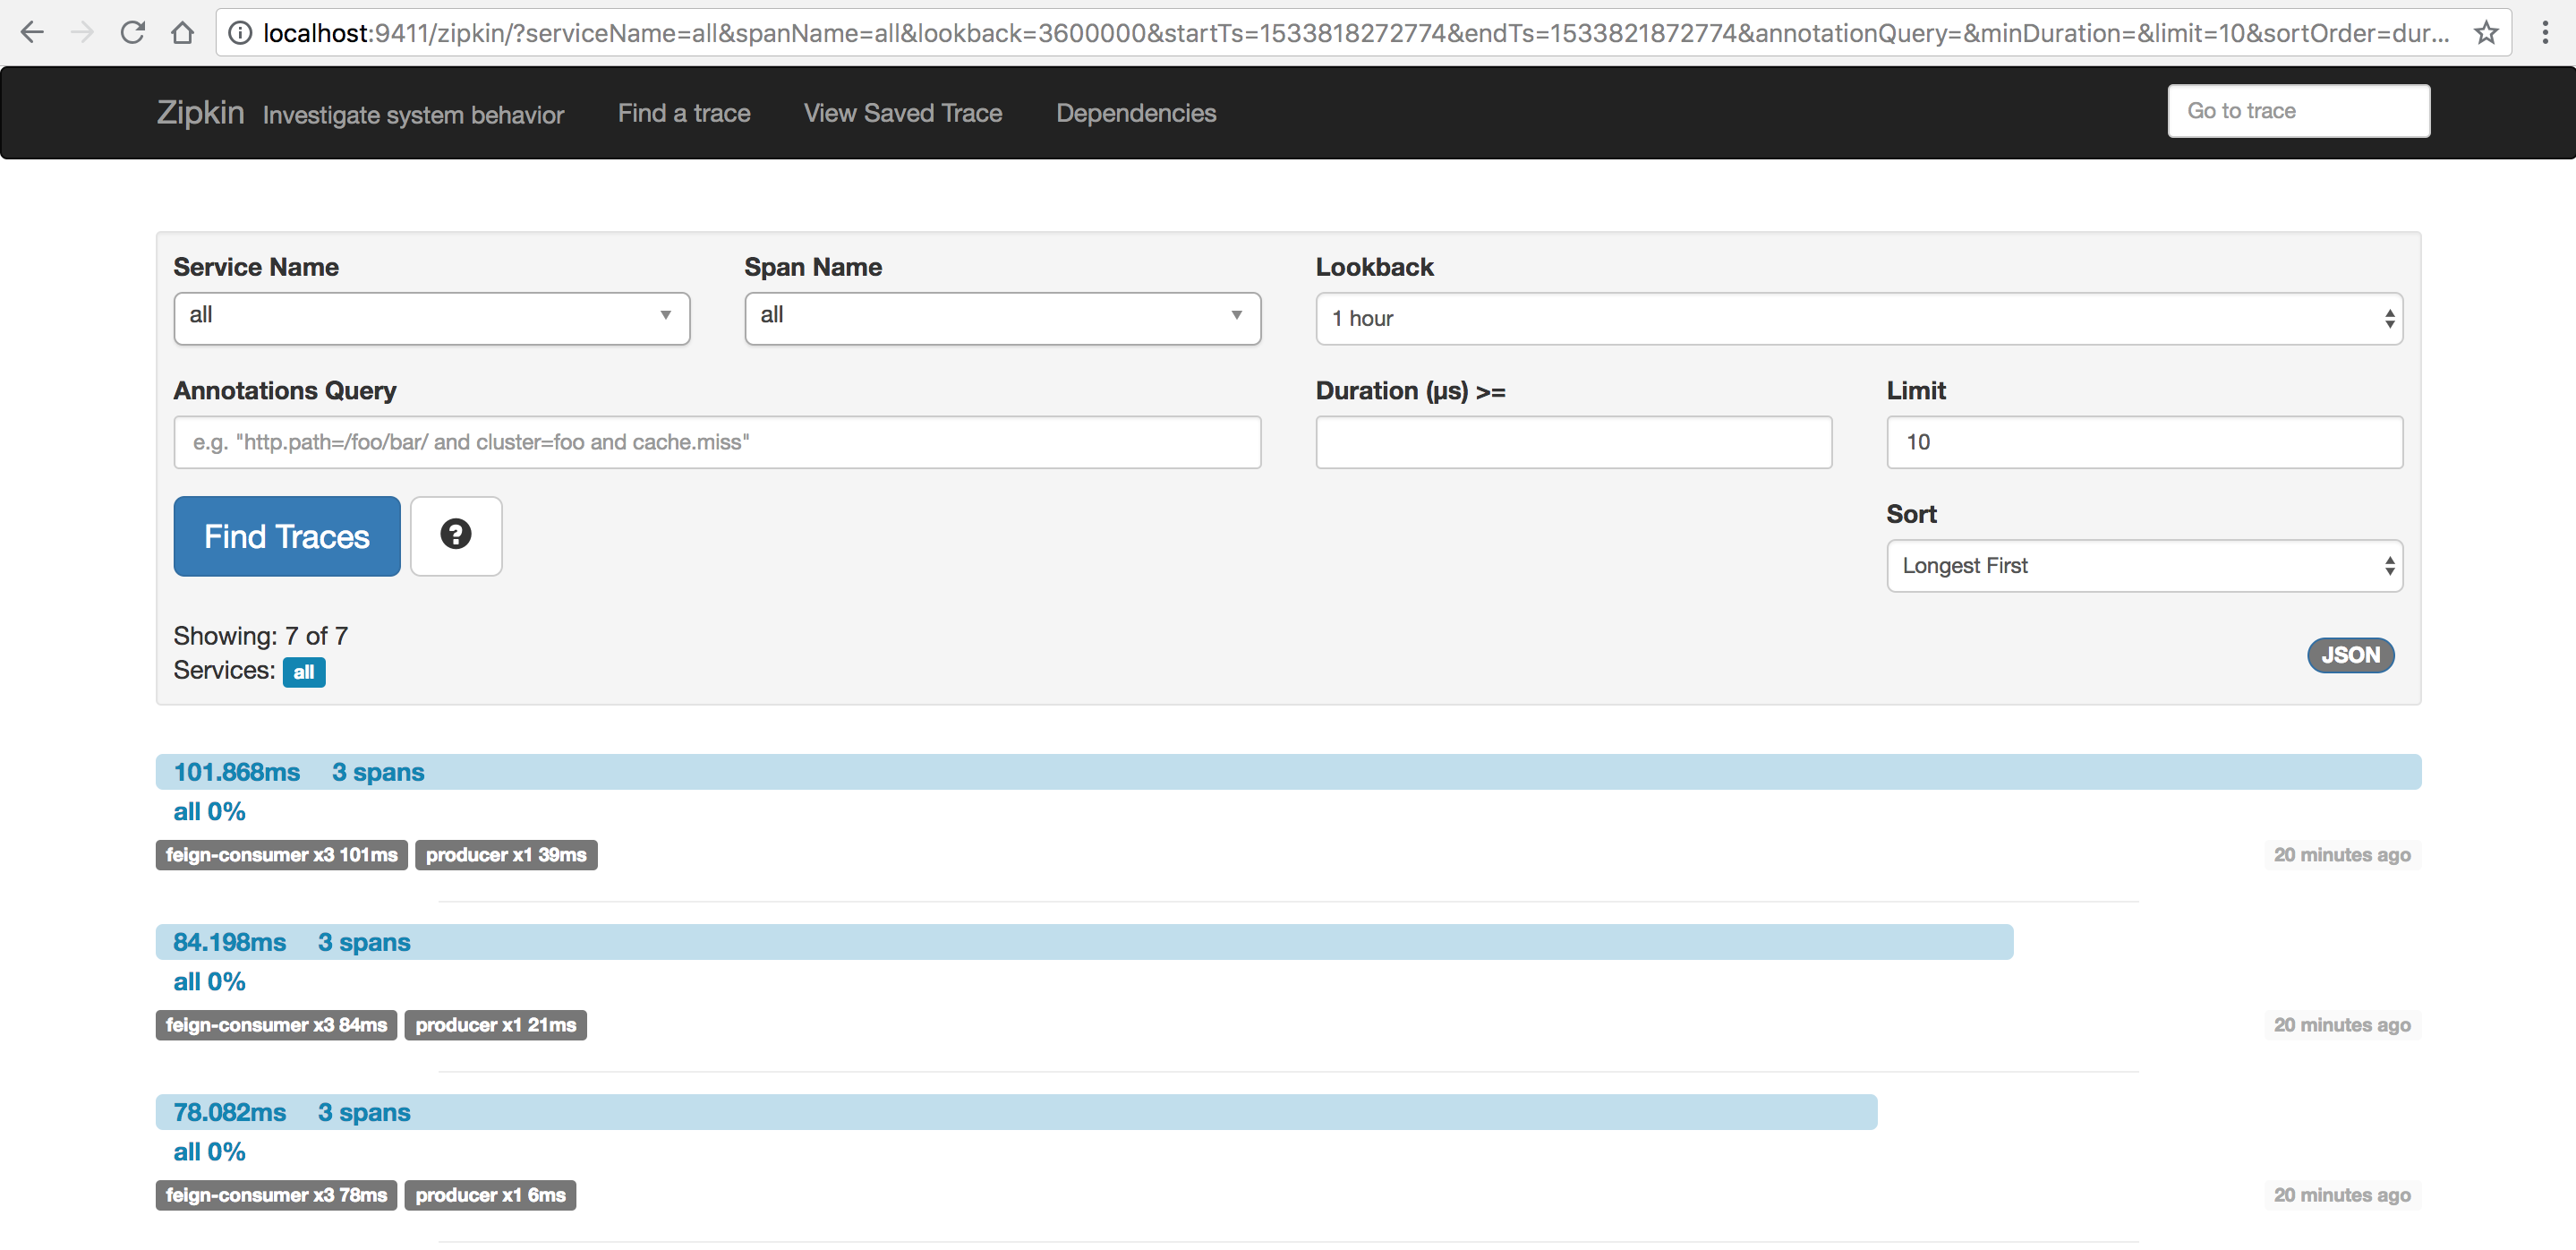 localhost:9411/zipkin/?serviceName=all&spanName=all&lookback=3600000&startTs=1533818272774&endTs=1533821872774&annotationQuery=&minDuration=&limit=10&sortOrder=dur...
Zipkin Investigate system behavior Find a trace View Saved Trace Dependencies Go to trace
Service Name Span Name Lookback
all all 1 hour
Annotations Query Duration (μs) >= Limit
e.g. "http.path=/foo/bar/ and cluster=foo and cache.miss" 10
Find Traces ?
Sort
Longest First
Showing: 7 of 7
Services: all
JSON
101.868ms 3 spans
all 0%
feign-consumer x3 101ms producer x1 39ms 20 minutes ago
84.198ms 3 spans
all 0%
feign-consumer x3 84ms producer x1 21ms 20 minutes ago
78.082ms 3 spans
all 0%
feign-consumer x3 78ms producer x1 6ms 20 minutes ago